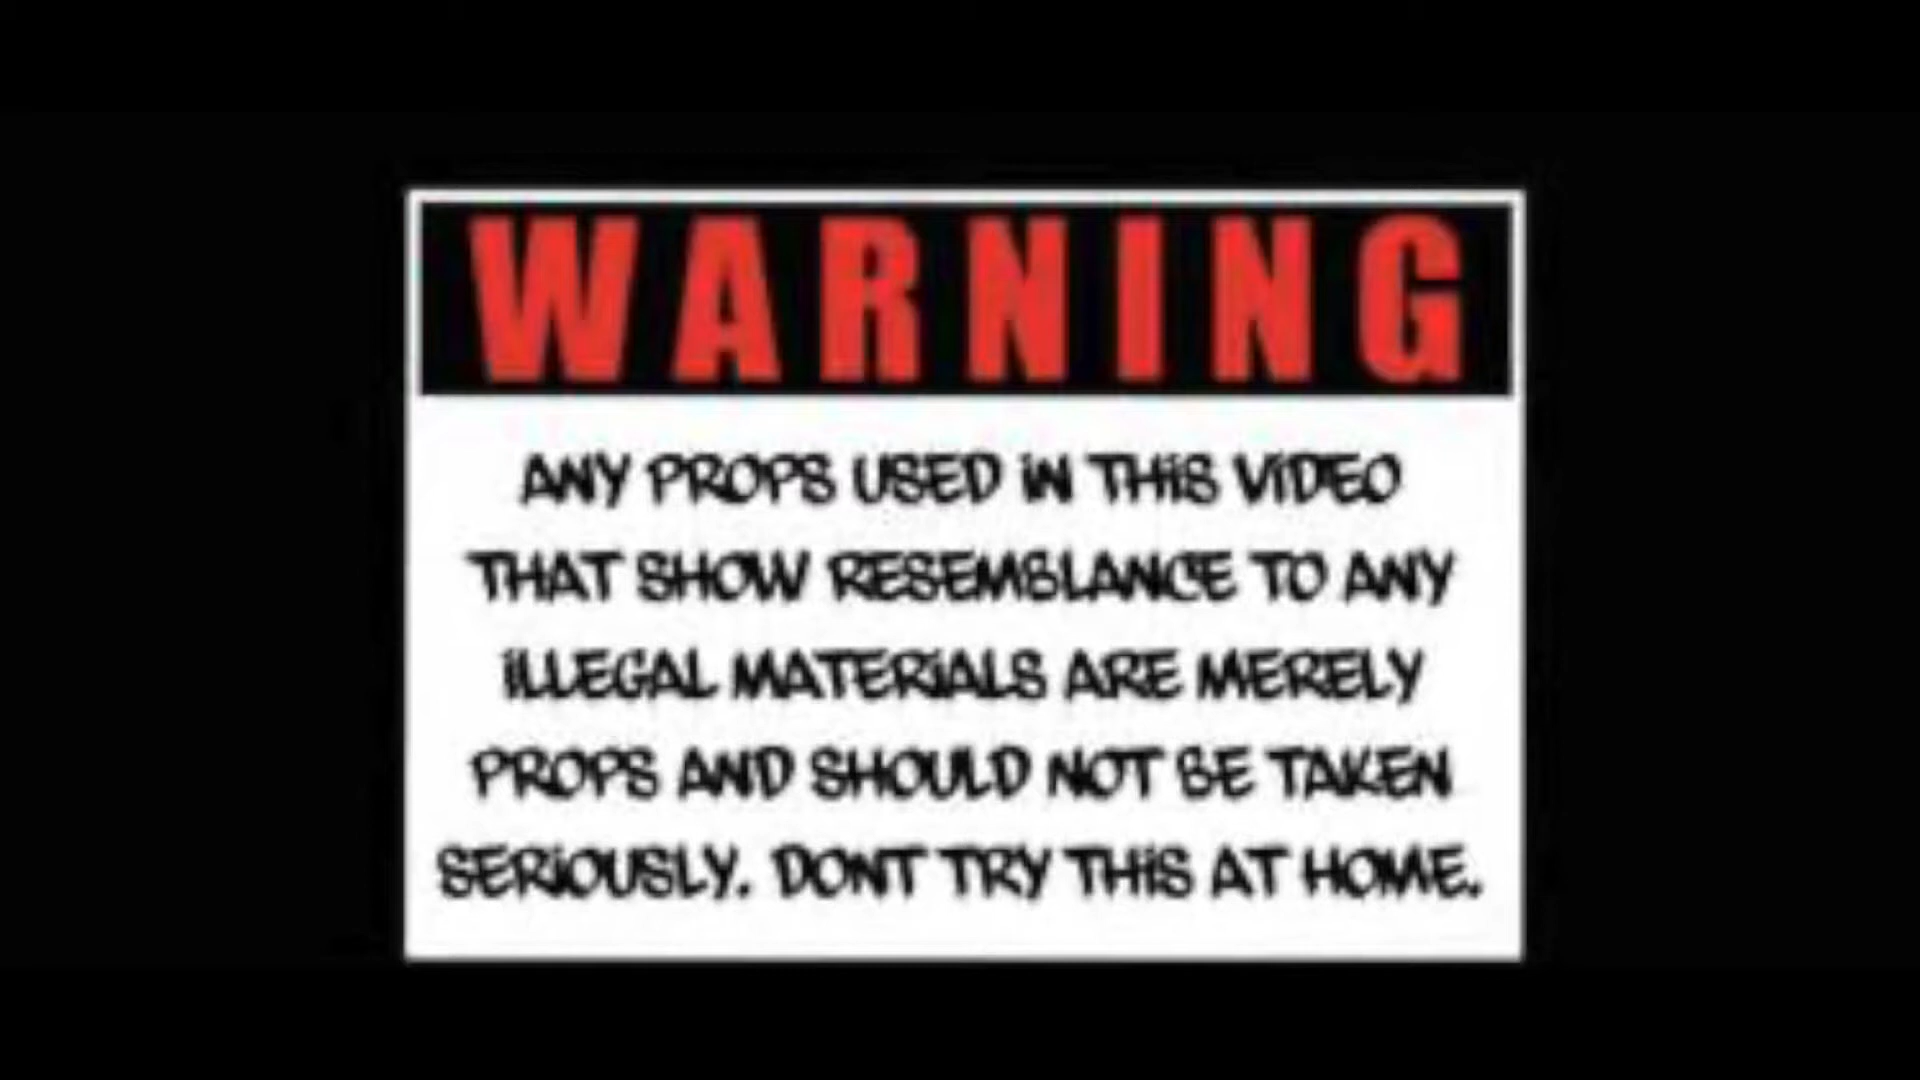 WARNING
ANY PROPS USED iN THiS ViDEO
THAT SHOW RESEMBLANCE TO ANY
iLLEGAL MATERiALS ARE MERELY
PROPS AND SHOULD NOT BE TAKEN
SERiOUSLY. DONT TRY THiS AT HOME.